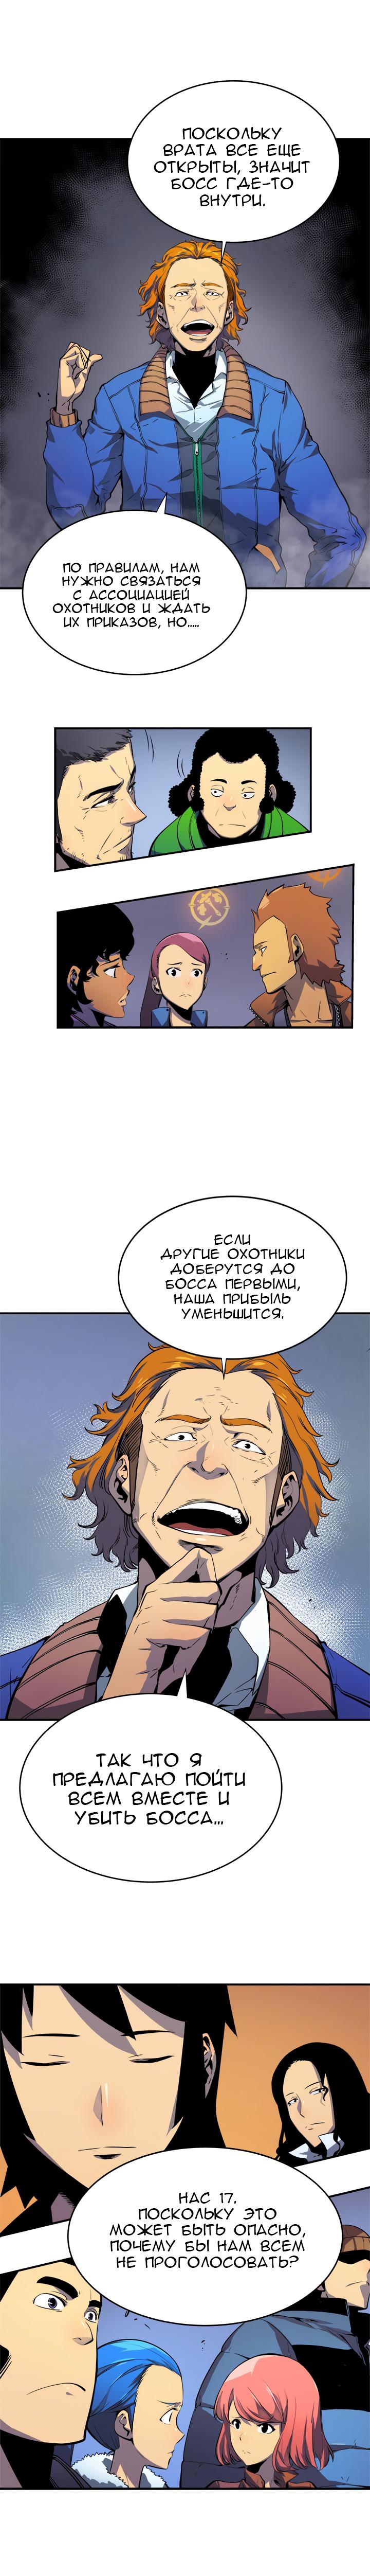 ПОСКОЛЬКУ
ВРАТА ВСЕ ЕЩЕ
ОТКРЫТЫ, ЗНАЧИТ
БОСС ГДЕ-ТО
ВНУТРИ.
ПО ПРАВИЛАМ, НАМ
НУЖНО СВЯЗАТЬСЯ
С АССОЦИАЦИЕЙ
ОХОТНИКОВ И ЖДАТЬ
ИХ ПРИКАЗОВ, НО.....
ЕСЛИ
ДРУГИЕ ОХОТНИКИ
ДОБЕРУТСЯ ДО
БОССА ПЕРВЫМИ,
НАША ПРИБЫЛЬ
УМЕНЬШИТСЯ.
ТАК ЧТО Я
ПРЕДЛАГАЮ ПОЙТИ
ВСЕМ ВМЕСТЕ И
УБИТЬ БОССА...
НАС 17.
ПОСКОЛЬКУ ЭТО
МОЖЕТ БЫТЬ ОПАСНО,
ПОЧЕМУ БЫ НАМ ВСЕМ
НЕ ПРОГОЛОСОВАТЬ?